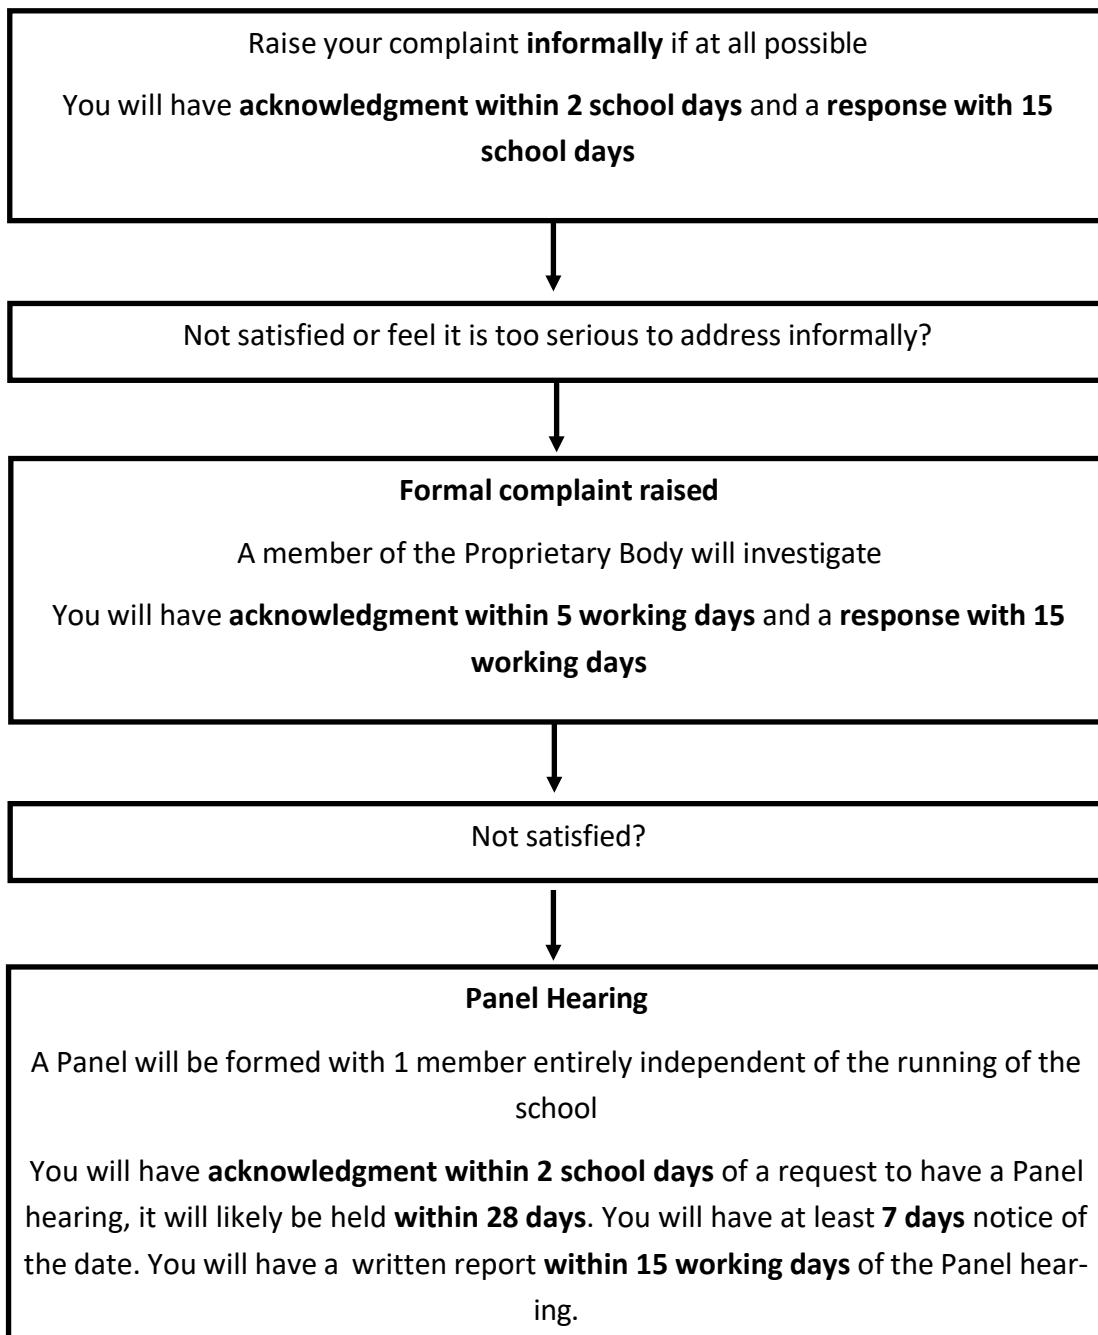 Raise your complaint informally if at all possible
You will have acknowledgment within 2 school days and a response with 15
school days
Not satisfied or feel it is too serious to address informally?
Formal complaint raised
A member of the Proprietary Body will investigate
You will have acknowledgment within 5 working days and a response with 15
working days
Not satisfied?
Panel Hearing
A Panel will be formed with 1 member entirely independent of the running of the
school
You will have acknowledgment within 2 school days of a request to have a Panel
hearing, it will likely be held within 28 days. You will have at least 7 days notice of
the date. You will have a  written report within 15 working days of the Panel hear-
ing.